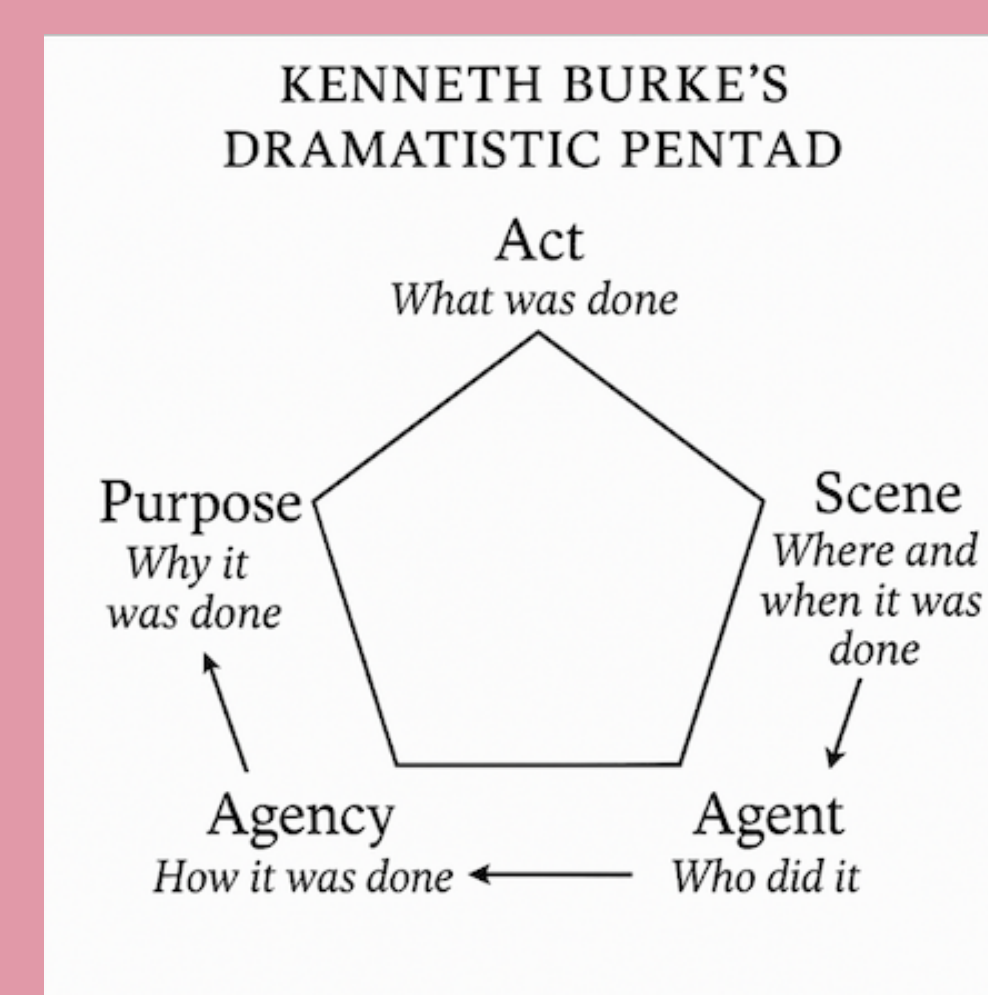 KENNETH BURKE’S
DRAMATISTIC PENTAD
Act
What was done
Purpose
Why it
was done
Scene
Where and
when it was
done
Agency
How it was done
Agent
Who did it